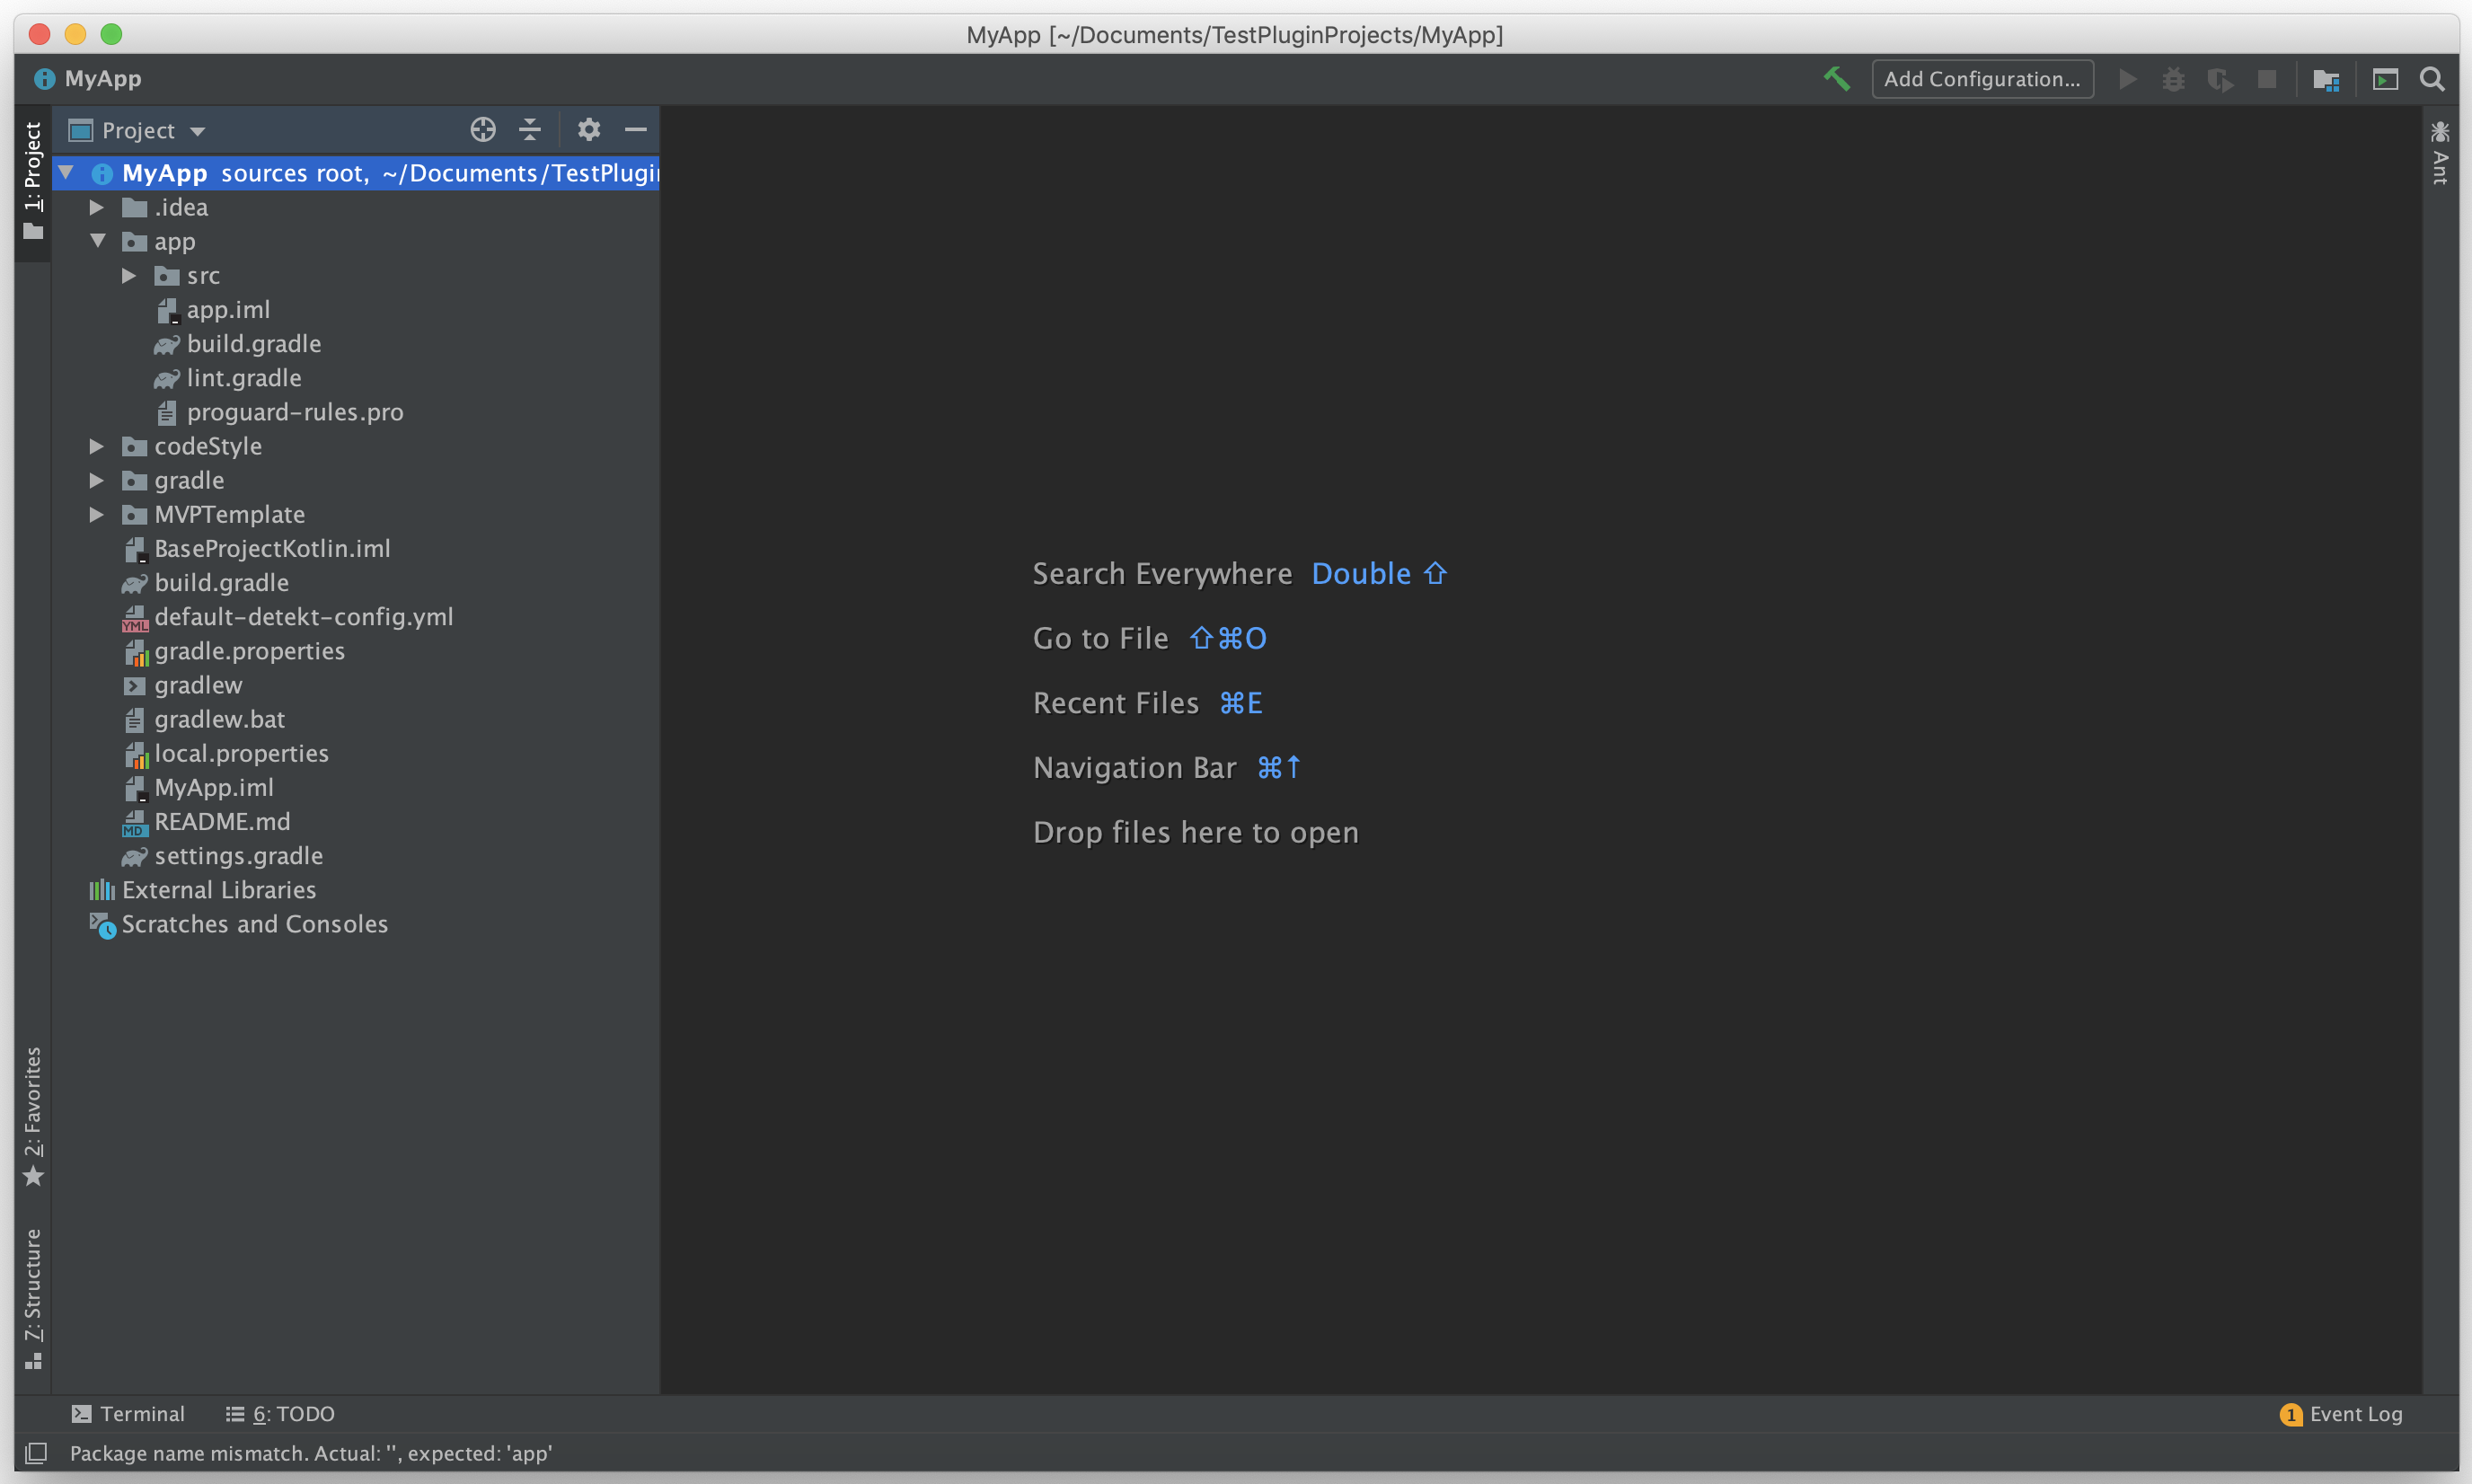 MyApp [~/Documents/TestPluginProjects/MyApp]
MyApp
Add Configuration...
1: Project
Project
Ant
MyApp sources root, ~/Documents/TestPlugi
.idea
app
src
app.iml
build.gradle
lint.gradle
proguard-rules.pro
codeStyle
gradle
MVPTemplate
BaseProjectKotlin.iml
build.gradle
YML default-detekt-config.yml
gradle.properties
gradlew
gradlew.bat
local.properties
MyApp.iml
MD README.md
settings.gradle
External Libraries
Scratches and Consoles
Search Everywhere Double ⇧
Go to File ⇧⌘O
Recent Files ⌘E
Navigation Bar ⌘↑
Drop files here to open
2: Favorites
7: Structure
Terminal
6: TODO
1 Event Log
Package name mismatch. Actual: '', expected: 'app'